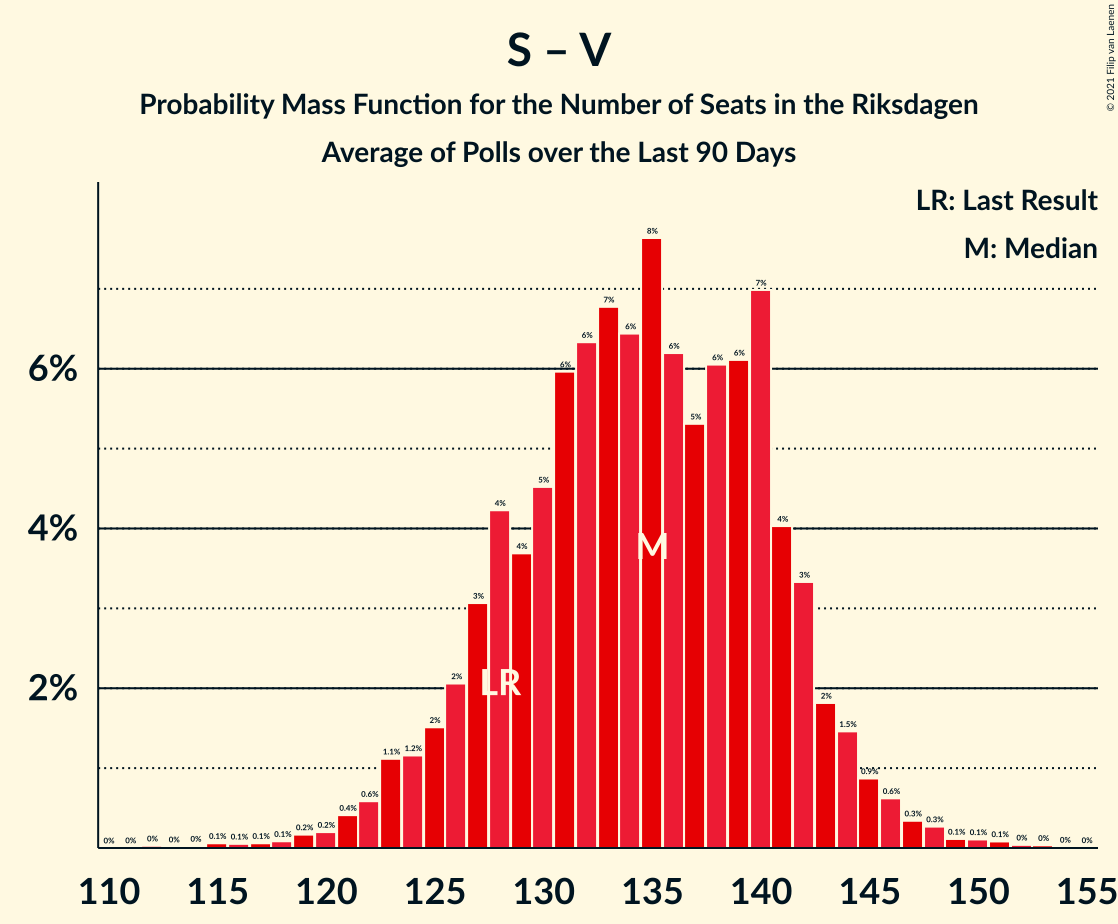 S – V
Probability Mass Function for the Number of Seats in the Riksdagen
Average of Polls over the Last 90 Days
© 2021 Filip van Laenen
LR: Last Result
M: Median
6%
4%
2%
0% 0% 0% 0% 0% 0.1% 0.1% 0.1% 0.1% 0.2% 0.2% 0.4% 0.6% 1.1% 1.2% 2% 2% 3% 4% 4% 5% 6% 6% 7% 6% 8% 6% 5% 6% 6% 7% 4% 3% 2% 1.5% 0.9% 0.6% 0.3% 0.3% 0.1% 0.1% 0.1% 0% 0% 0% 0%
M
LR
110 115 120 125 130 135 140 145 150 155